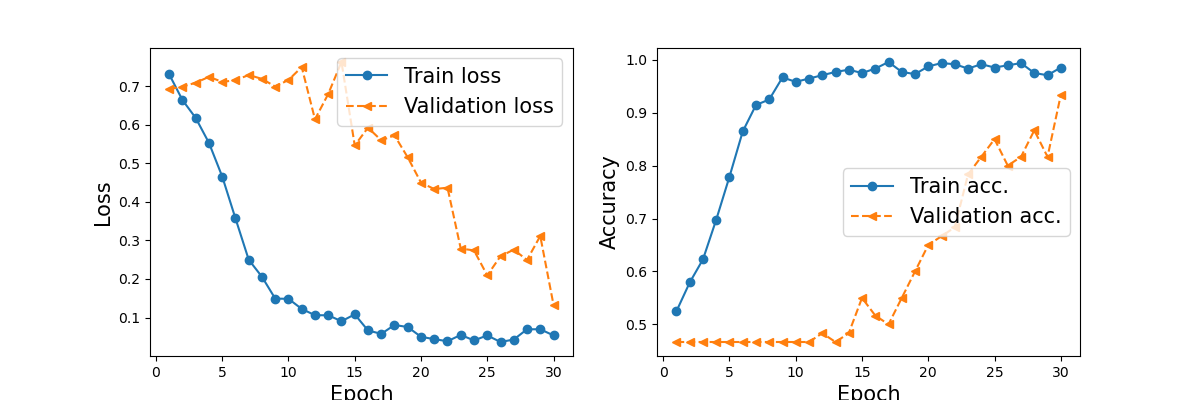 Train loss
Validation loss
0.7
0.6
0.5
0.4
0.3
0.2
0.1
Loss
0 5 10 15 20 25 30
Epoch
1.0
0.9
0.8
0.7
0.6
0.5
Accuracy
Train acc.
Validation acc.
0 5 10 15 20 25 30
Epoch